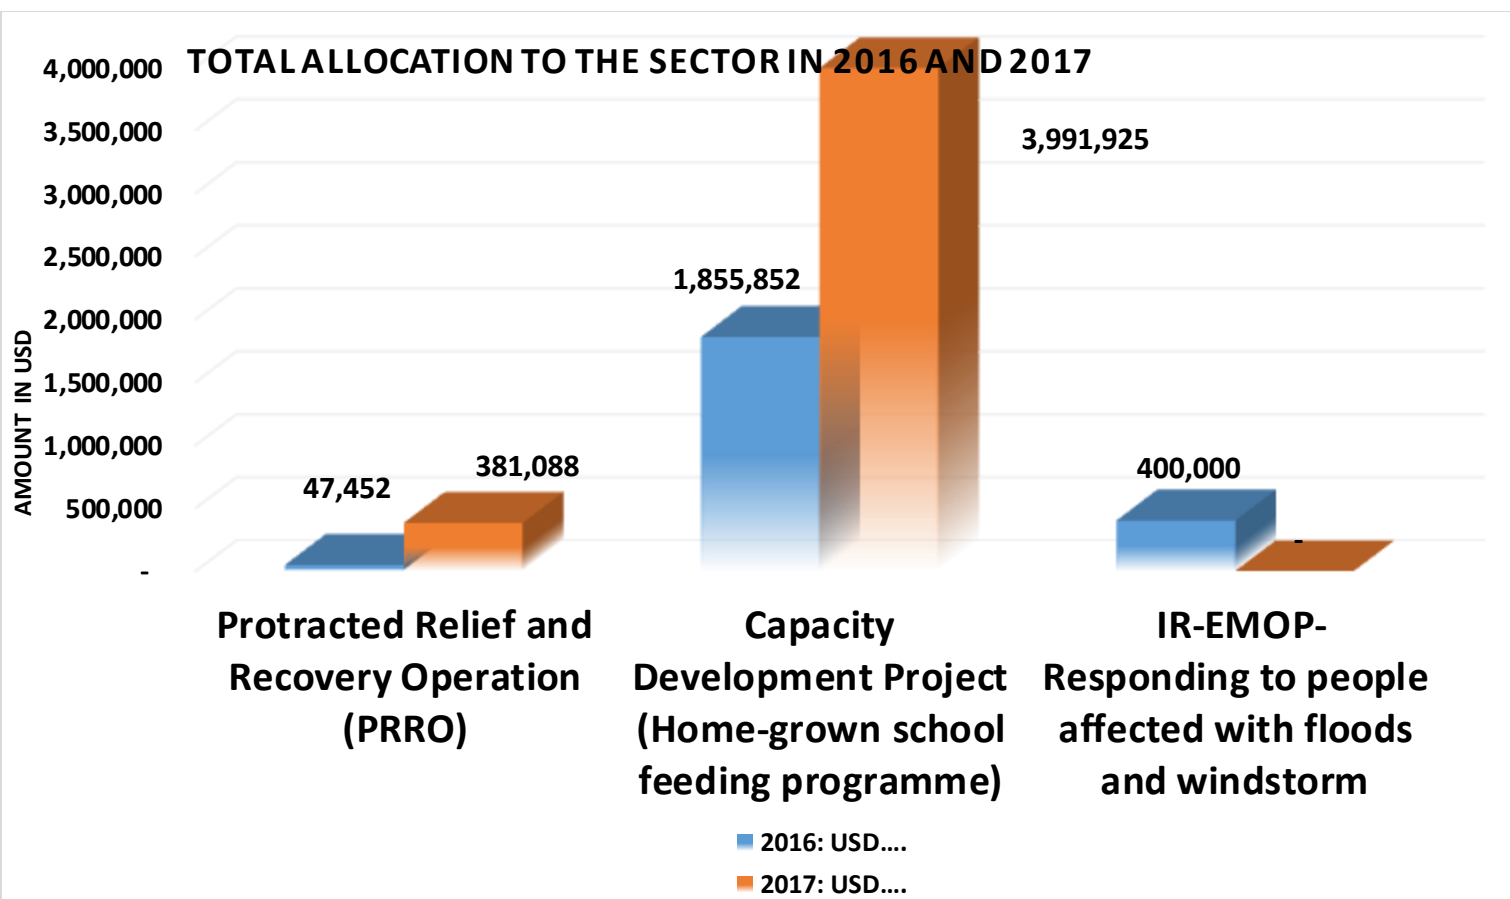 TOTAL ALLOCATION TO THE SECTOR IN 2016 AND 2017
4,000,000
3,500,000
3,000,000
2,500,000
2,000,000
1,500,000
1,000,000
500,000
-
AMOUNT IN USD
47,452
381,088
1,855,852
3,991,925
400,000
-
Protracted Relief and
Recovery Operation
(PRRO)
Capacity
Development Project
(Home-grown school
feeding programme)
IR-EMOP-
Responding to people
affected with floods
and windstorm
2016: USD....
2017: USD....